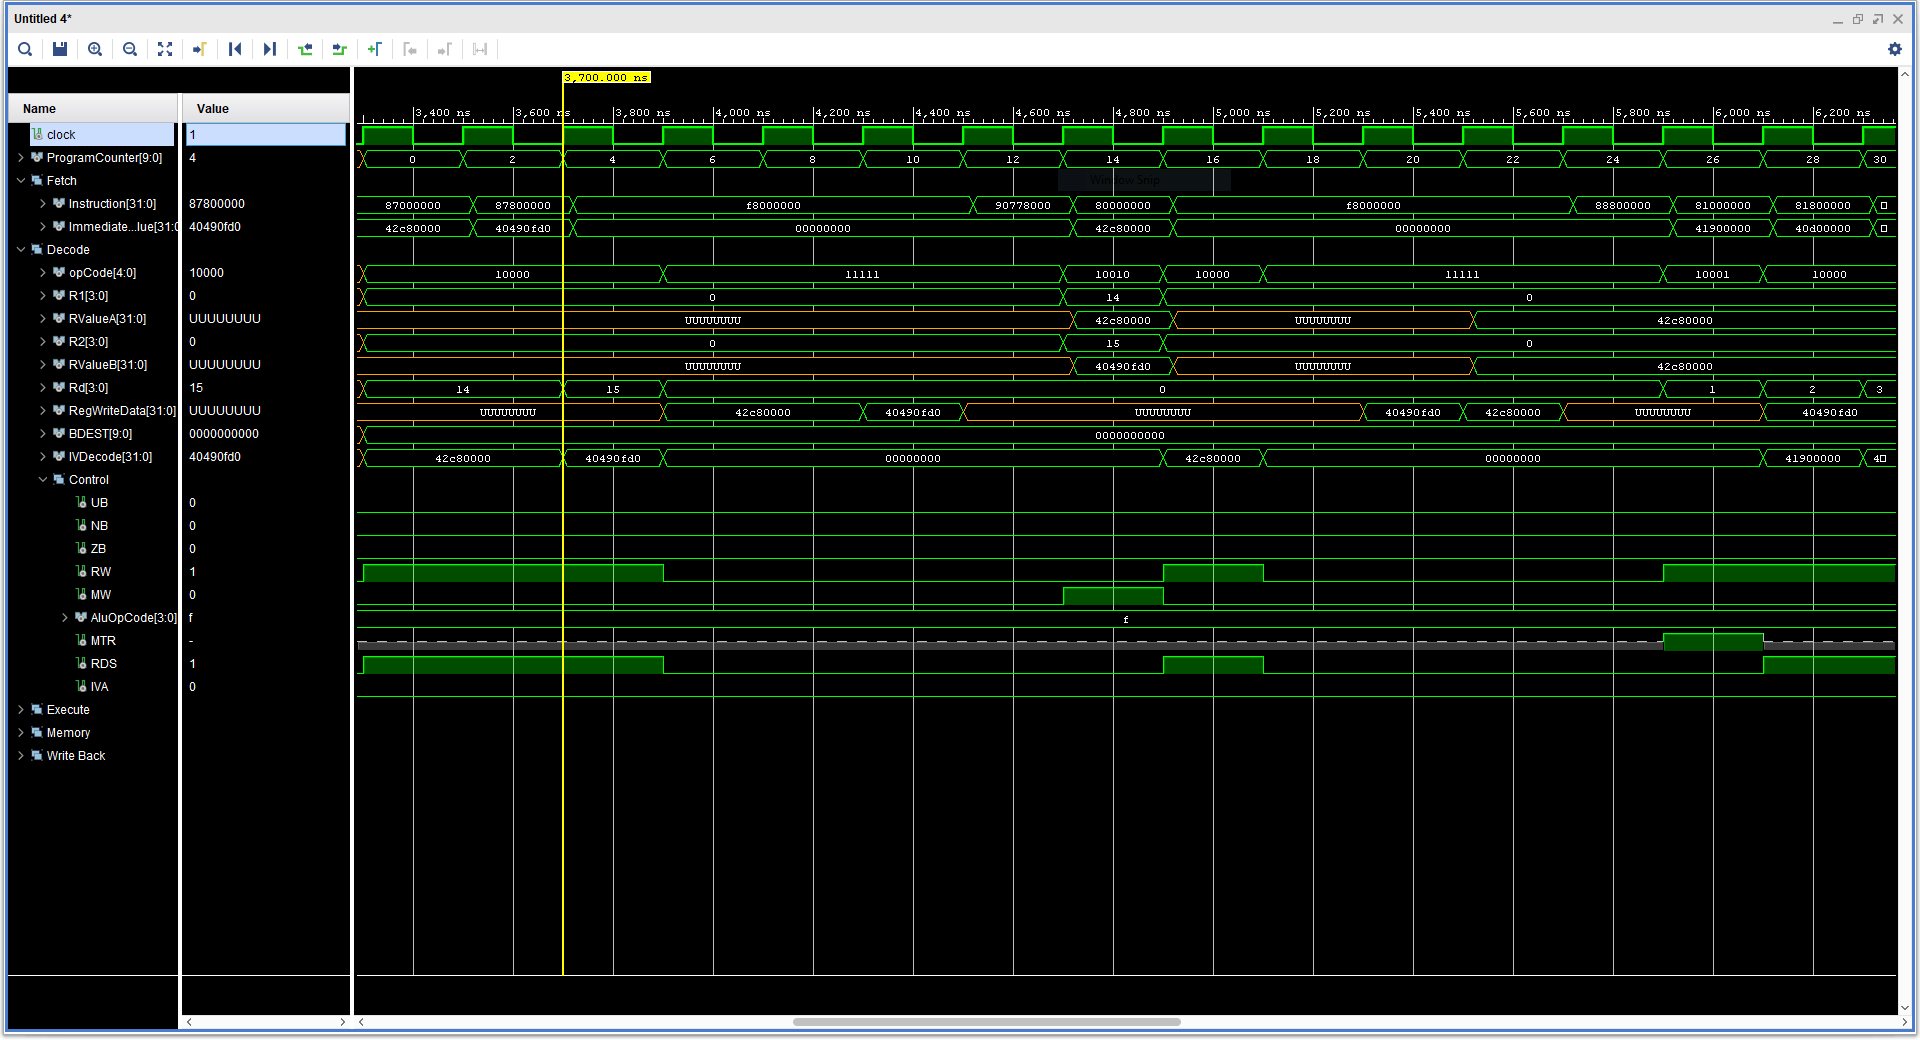 Untitled 4*
3,700.000 ns
Name Value
3,400 ns 3,600 ns 3,800 ns 4,000 ns 4,200 ns 4,400 ns 4,600 ns 4,800 ns 5,000 ns 5,200 ns 5,400 ns 5,600 ns 5,800 ns 6,000 ns 6,200 ns
clock 1
ProgramCounter[9:0] 4 0 2 4 6 8 10 12 14 16 18 20 22 24 26 28 30
Fetch Window Snip
Instruction[31:0] 87800000 87000000 87800000 f8000000 90778000 80000000 f8000000 88800000 81000000 81800000
Immediate...lue[31:0 40490fd0 42c80000 40490fd0 00000000 42c80000 00000000 41900000 40d00000
Decode
opCode[4:0] 10000 10000 11111 10010 10000 11111 10001 10000
R1[3:0] 0 0 14 0
RValueA[31:0] UUUUUUUU UUUUUUUU 42c80000 UUUUUUUU 42c80000
R2[3:0] 0 0 15 0
RValueB[31:0] UUUUUUUU UUUUUUUU 40490fd0 UUUUUUUU 42c80000
Rd[3:0] 15 14 15 0 1 2 3
RegWriteData[31:0] UUUUUUUU UUUUUUUU 42c80000 40490fd0 UUUUUUUU 40490fd0 42c80000 UUUUUUUU 40490fd0
BDEST[9:0] 0000000000 0000000000
IVDecode[31:0] 40490fd0 42c80000 40490fd0 00000000 42c80000 00000000 41900000 4
Control
UB 0
NB 0
ZB 0
RW 1
MW 0
AluOpCode[3:0] f f
MTR -
RDS 1
IVA 0
Execute
Memory
Write Back